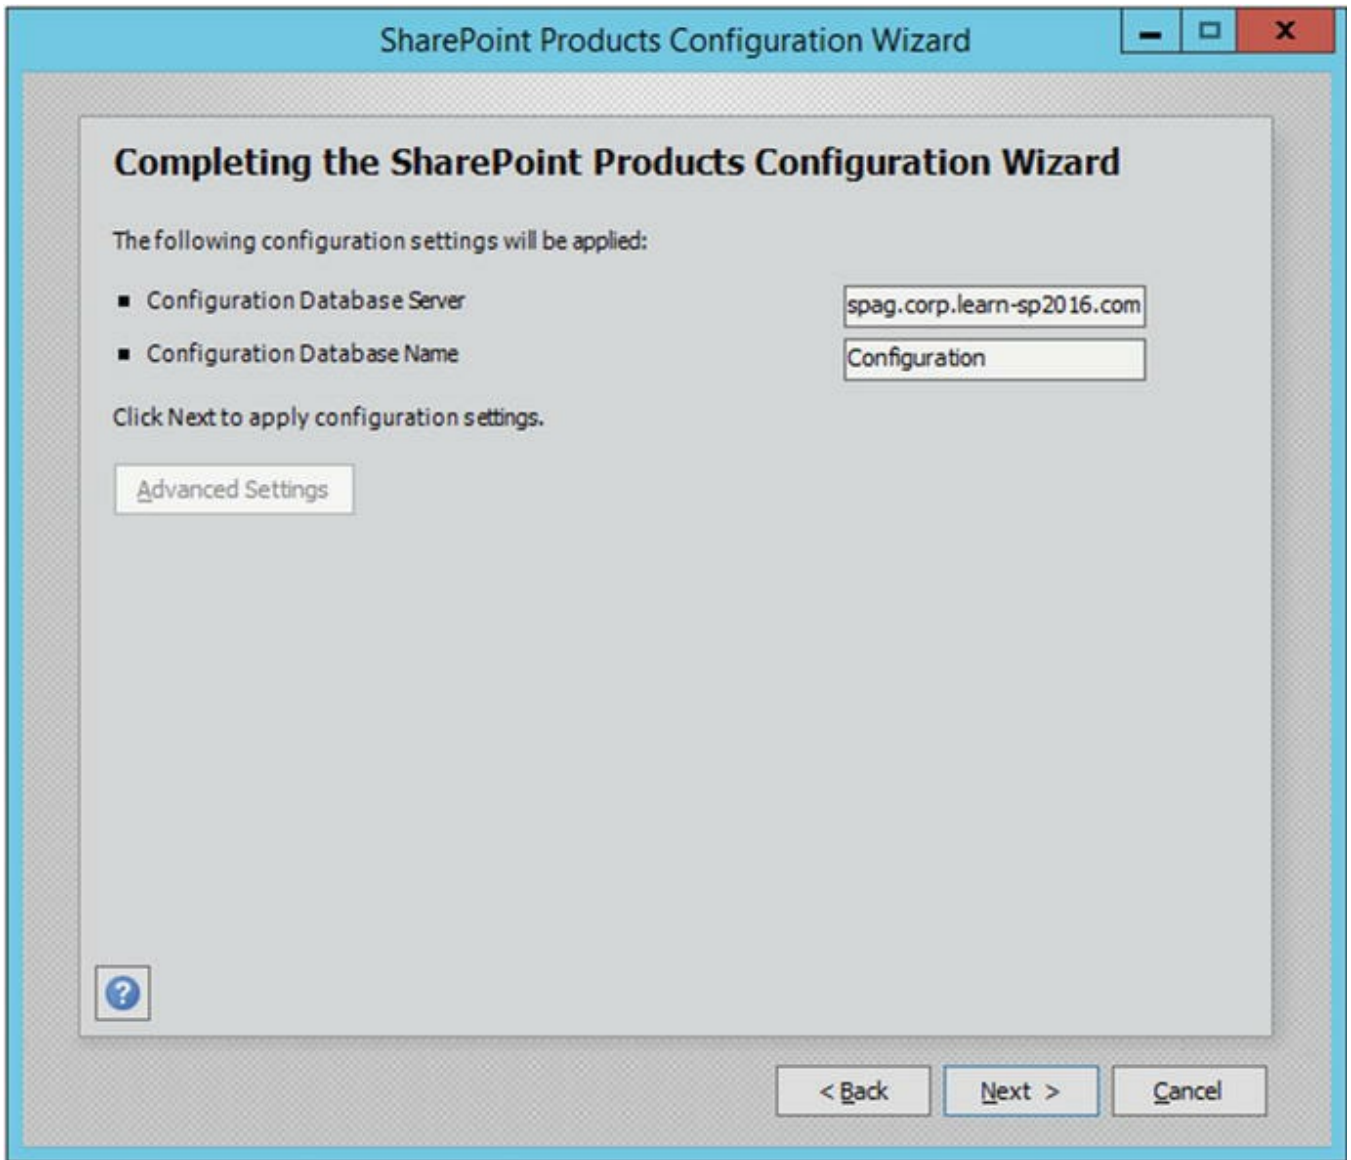 SharePoint Products Configuration Wizard
Completing the SharePoint Products Configuration Wizard
The following configuration settings will be applied:
Configuration Database Server
spag.corp.learn-sp2016.com
Configuration Database Name
Configuration
Click Next to apply configuration settings.
Advanced Settings
?
< Back
Next >
Cancel